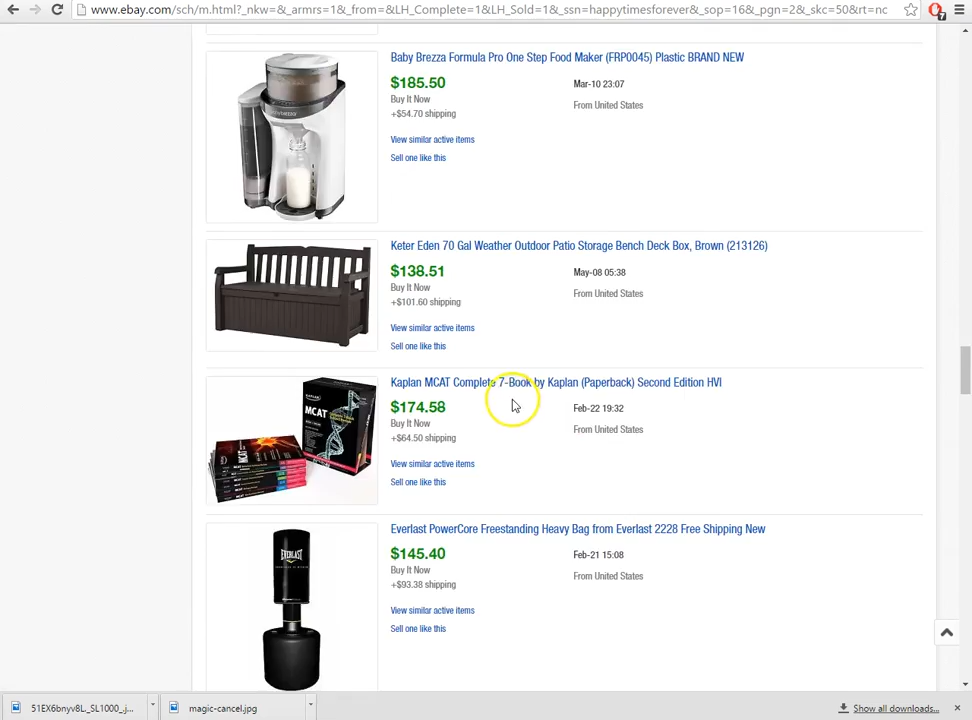 www.ebay.com/sch/m.html?_nkw=&_armrs=1&_from=&LH_Complete=1&LH_Sold=1&_ssn=happytimesforever&_sop=16&_pgn=2&_skc=50&rt=nc
7
Baby Brezza Formula Pro One Step Food Maker (FRP0045) Plastic BRAND NEW
$185.50 Mar-10 23:07
Buy It Now From United States
+$54.70 shipping
View similar active items
Sell one like this
Keter Eden 70 Gal Weather Outdoor Patio Storage Bench Deck Box, Brown (213126)
$138.51 May-08 05:38
Buy It Now From United States
+$101.60 shipping
View similar active items
Sell one like this
Kaplan MCAT Complete 7-Book by Kaplan (Paperback) Second Edition HVI
$174.58 Feb-22 19:32
Buy It Now From United States
+$64.50 shipping
View similar active items
Sell one like this
MCAT
Everlast PowerCore Freestanding Heavy Bag from Everlast 2228 Free Shipping New
$145.40 Feb-21 15:08
Buy It Now From United States
+$93.38 shipping
View similar active items
Sell one like this
EVERLAST
51EX6bnyv8L._SL1000_.j... magic-cancel.jpg Show all downloads...